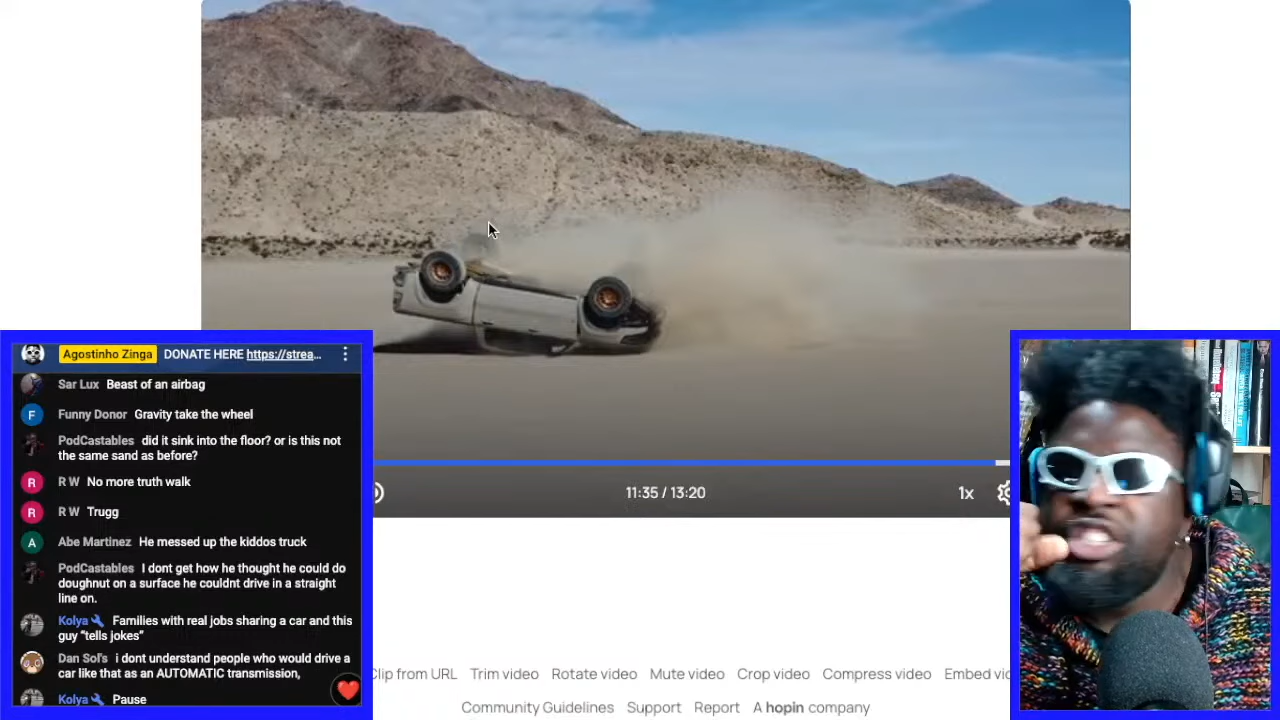 11:35 / 13:20
1x
Agostinho Zinga DONATE HERE https://strea...
Sar Lux Beast of an airbag
F Funny Donor Gravity take the wheel
PodCastables did it sink into the floor? or is this not
the same sand as before?
R R W No more truth walk
R R W Trugg
A Abe Martinez He messed up the kiddos truck
PodCastables I dont get how he thought he could do
doughnut on a surface he couldnt drive in a straight
line on.
Kolya Families with real jobs sharing a car and this
guy "tells jokes"
Dan Sol's i dont understand people who would drive a
car like that as an AUTOMATIC transmission,
Kolya Pause
Clip from URL Trim video Rotate video Mute video Crop video Compress video Embed vid
Community Guidelines Support Report A hopin company